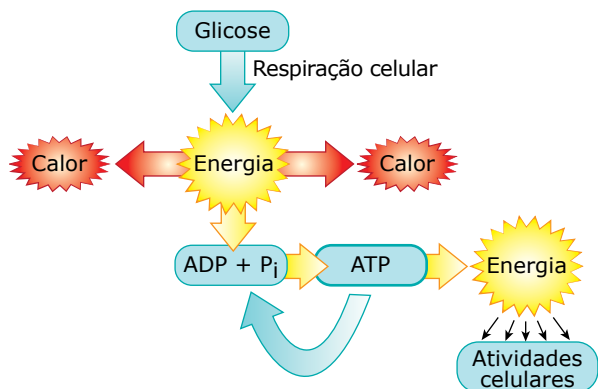 Glicose
Respiração celular
Calor
Energia
Calor
ADP + Pi
ATP
Energia
Atividades
celulares